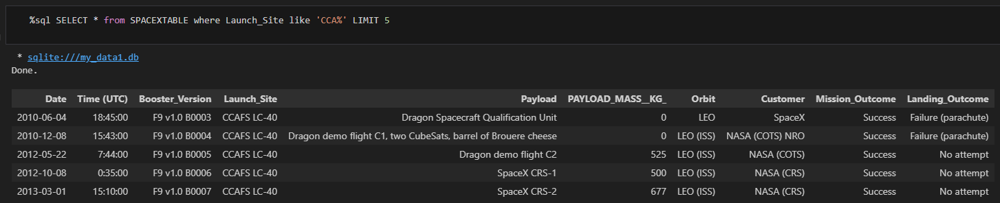 %sql SELECT * from SPACEXTABLE where Launch_Site like 'CCA%' LIMIT 5
* sqlite:///my_data1.db
Done.
Date Time (UTC) Booster_Version Launch_Site Payload PAYLOAD_MASS__KG_ Orbit Customer Mission_Outcome Landing_Outcome
2010-06-04 18:45:00 F9 v1.0 B0003 CCAFS LC-40 Dragon Spacecraft Qualification Unit 0 LEO SpaceX Success Failure (parachute)
2010-12-08 15:43:00 F9 v1.0 B0004 CCAFS LC-40 Dragon demo flight C1, two CubeSats, barrel of Brouere cheese 0 LEO (ISS) NASA (COTS) NRO Success Failure (parachute)
2012-05-22 7:44:00 F9 v1.0 B0005 CCAFS LC-40 Dragon demo flight C2 525 LEO (ISS) NASA (COTS) Success No attempt
2012-10-08 0:35:00 F9 v1.0 B0006 CCAFS LC-40 SpaceX CRS-1 500 LEO (ISS) NASA (CRS) Success No attempt
2013-03-01 15:10:00 F9 v1.0 B0007 CCAFS LC-40 SpaceX CRS-2 677 LEO (ISS) NASA (CRS) Success No attempt